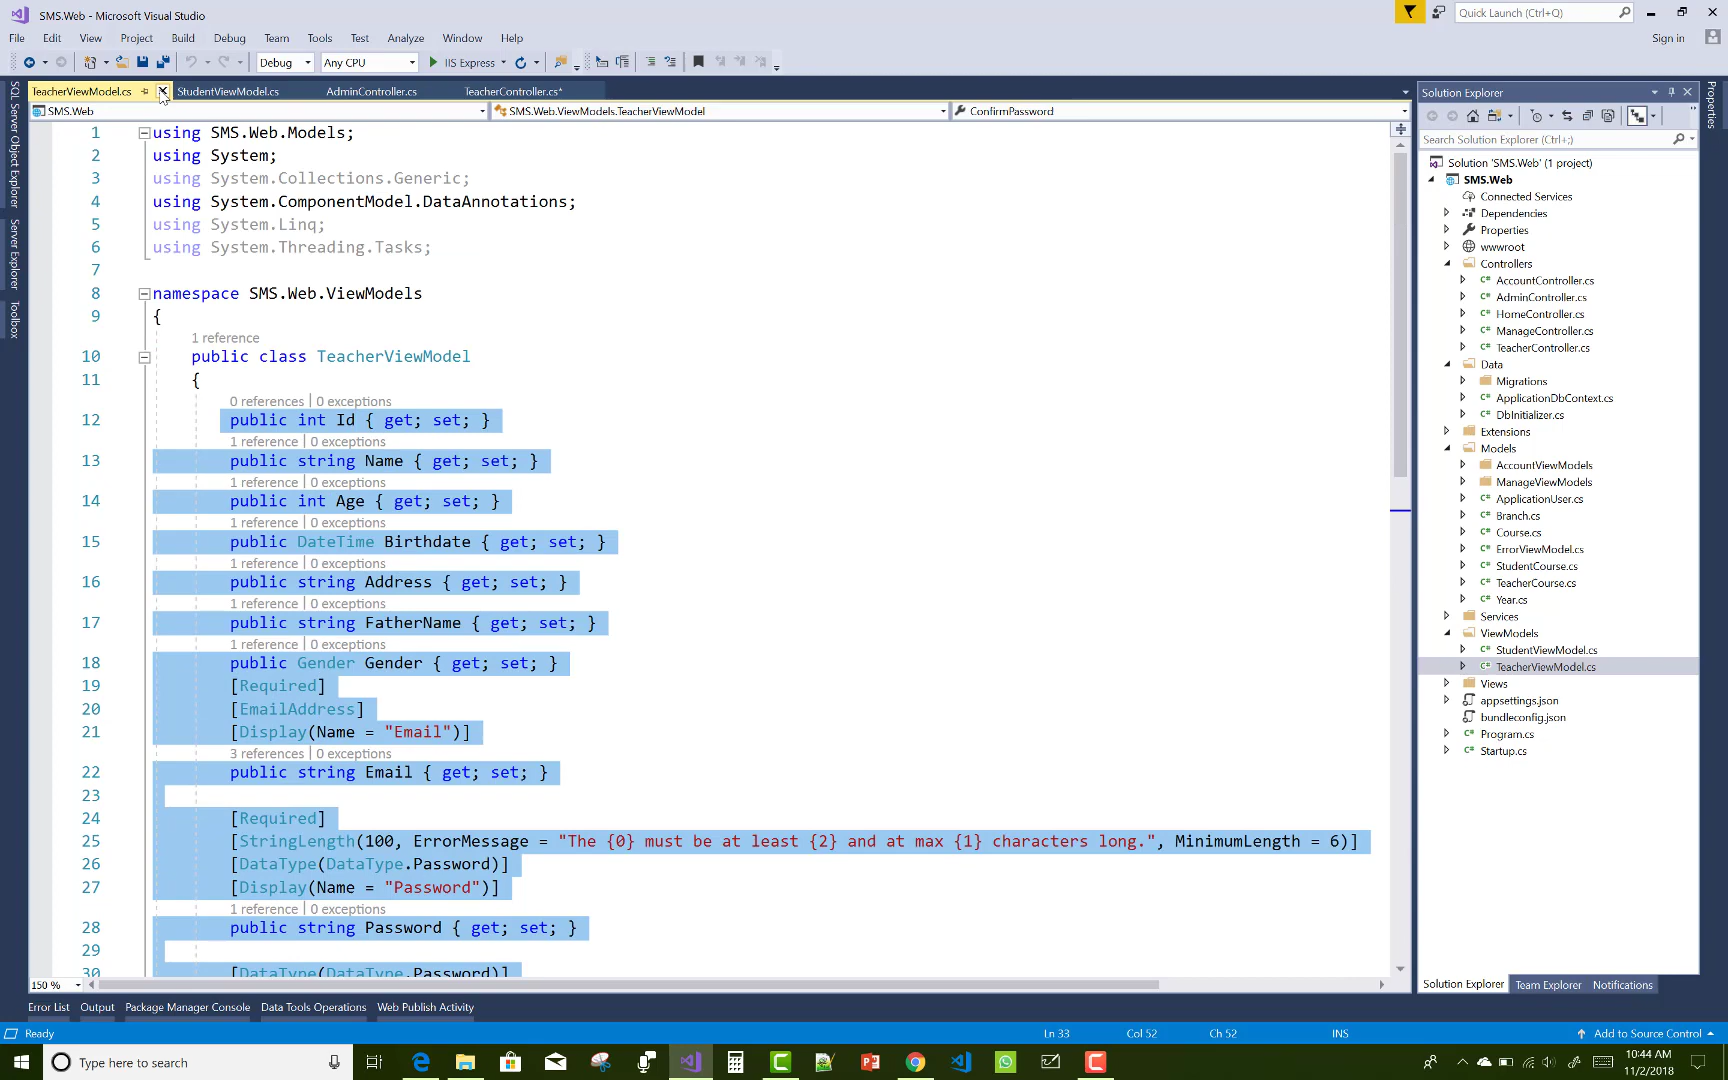 SMS.Web - Microsoft Visual Studio
Quick Launch (Ctrl+Q)
File Edit View Project Build Debug Team Tools Test Analyze Window Help
Sign in
Debug Any CPU IIS Express
TeacherViewModel.cs StudentViewModel.cs AdminController.cs TeacherController.cs*
SMS.Web SMS.Web.ViewModels.TeacherViewModel ConfirmPassword
SQL Server Object Explorer
Server Explorer
Toolbox
1 using SMS.Web.Models;
2 using System;
3 using System.Collections.Generic;
4 using System.ComponentModel.DataAnnotations;
5 using System.Linq;
6 using System.Threading.Tasks;
7
8 namespace SMS.Web.ViewModels
9 {
1 reference
10 public class TeacherViewModel
11 {
0 references | 0 exceptions
12 public int Id { get; set; }
1 reference | 0 exceptions
13 public string Name { get; set; }
1 reference | 0 exceptions
14 public int Age { get; set; }
1 reference | 0 exceptions
15 public DateTime Birthdate { get; set; }
1 reference | 0 exceptions
16 public string Address { get; set; }
1 reference | 0 exceptions
17 public string FatherName { get; set; }
1 reference | 0 exceptions
18 public Gender Gender { get; set; }
19 [Required]
20 [EmailAddress]
21 [Display(Name = "Email")]
3 references | 0 exceptions
22 public string Email { get; set; }
23
24 [Required]
25 [StringLength(100, ErrorMessage = "The {0} must be at least {2} and at max {1} characters long.", MinimumLength = 6)]
26 [DataType(DataType.Password)]
27 [Display(Name = "Password")]
1 reference | 0 exceptions
28 public string Password { get; set; }
29
30 [DataType(DataType.Password)]
150 %
Solution Explorer
Search Solution Explorer (Ctrl+;)
Solution 'SMS.Web' (1 project)
SMS.Web
Connected Services
Dependencies
Properties
wwwroot
Controllers
C# AccountController.cs
C# AdminController.cs
C# HomeController.cs
C# ManageController.cs
C# TeacherController.cs
Data
Migrations
C# ApplicationDbContext.cs
C# DbInitializer.cs
Extensions
Models
AccountViewModels
ManageViewModels
C# ApplicationUser.cs
C# Branch.cs
C# Course.cs
C# ErrorViewModel.cs
C# StudentCourse.cs
C# TeacherCourse.cs
C# Year.cs
Services
ViewModels
C# StudentViewModel.cs
C# TeacherViewModel.cs
Views
appsettings.json
bundleconfig.json
C# Program.cs
C# Startup.cs
Properties
Solution Explorer Team Explorer Notifications
Error List Output Package Manager Console Data Tools Operations Web Publish Activity
Ready Ln 33 Col 52 Ch 52 INS Add to Source Control
Type here to search
10:44 AM
11/2/2018